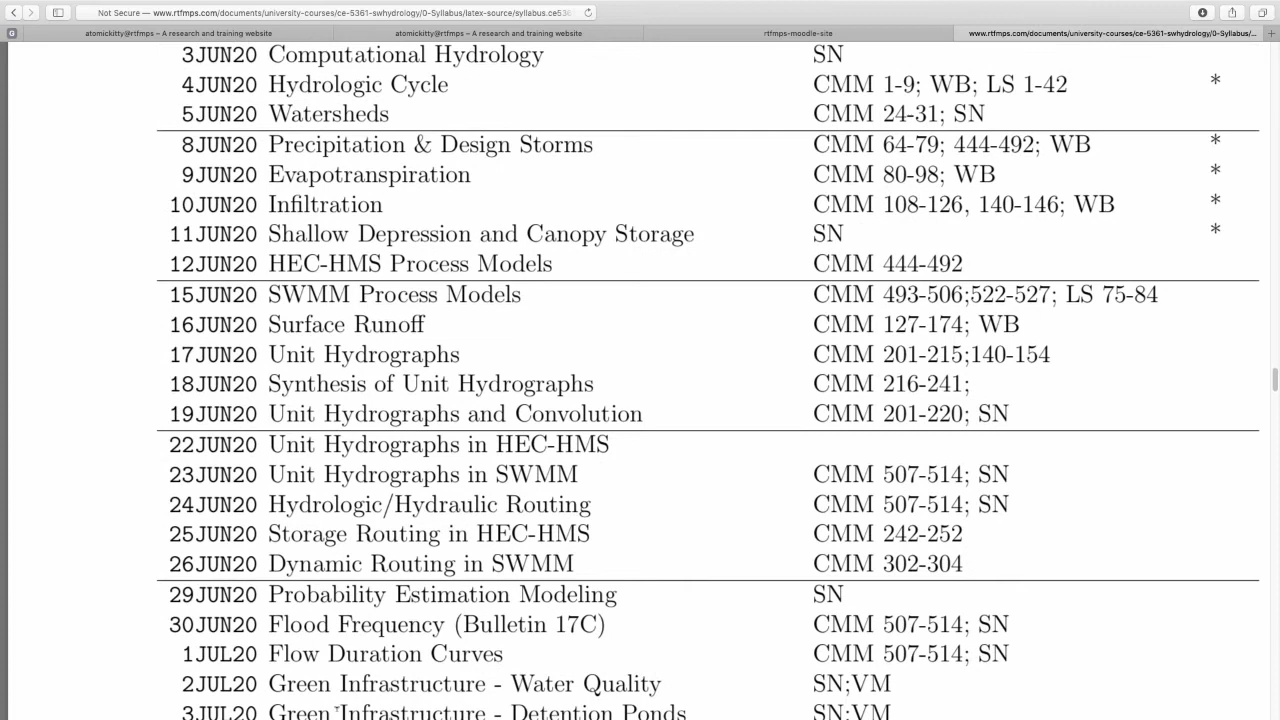 Not Secure — www.rtfmps.com/documents/university-courses/ce-5361-swhydrology/0-Syllabus/latex-source/syllabus.ce536
G atomickitty@rtfmps – A research and training website atomickitty@rtfmps – A research and training website rtfmps-moodle-site www.rtfmps.com/documents/university-courses/ce-5361-swhydrology/0-Syllabus/...
3JUN20 Computational Hydrology SN
4JUN20 Hydrologic Cycle CMM 1-9; WB; LS 1-42 *
5JUN20 Watersheds CMM 24-31; SN
8JUN20 Precipitation & Design Storms CMM 64-79; 444-492; WB *
9JUN20 Evapotranspiration CMM 80-98; WB *
10JUN20 Infiltration CMM 108-126, 140-146; WB *
11JUN20 Shallow Depression and Canopy Storage SN *
12JUN20 HEC-HMS Process Models CMM 444-492
15JUN20 SWMM Process Models CMM 493-506;522-527; LS 75-84
16JUN20 Surface Runoff CMM 127-174; WB
17JUN20 Unit Hydrographs CMM 201-215;140-154
18JUN20 Synthesis of Unit Hydrographs CMM 216-241;
19JUN20 Unit Hydrographs and Convolution CMM 201-220; SN
22JUN20 Unit Hydrographs in HEC-HMS
23JUN20 Unit Hydrographs in SWMM CMM 507-514; SN
24JUN20 Hydrologic/Hydraulic Routing CMM 507-514; SN
25JUN20 Storage Routing in HEC-HMS CMM 242-252
26JUN20 Dynamic Routing in SWMM CMM 302-304
29JUN20 Probability Estimation Modeling SN
30JUN20 Flood Frequency (Bulletin 17C) CMM 507-514; SN
1JUL20 Flow Duration Curves CMM 507-514; SN
2JUL20 Green Infrastructure - Water Quality SN;VM
3JUL20 Green Infrastructure - Detention Ponds SN;VM